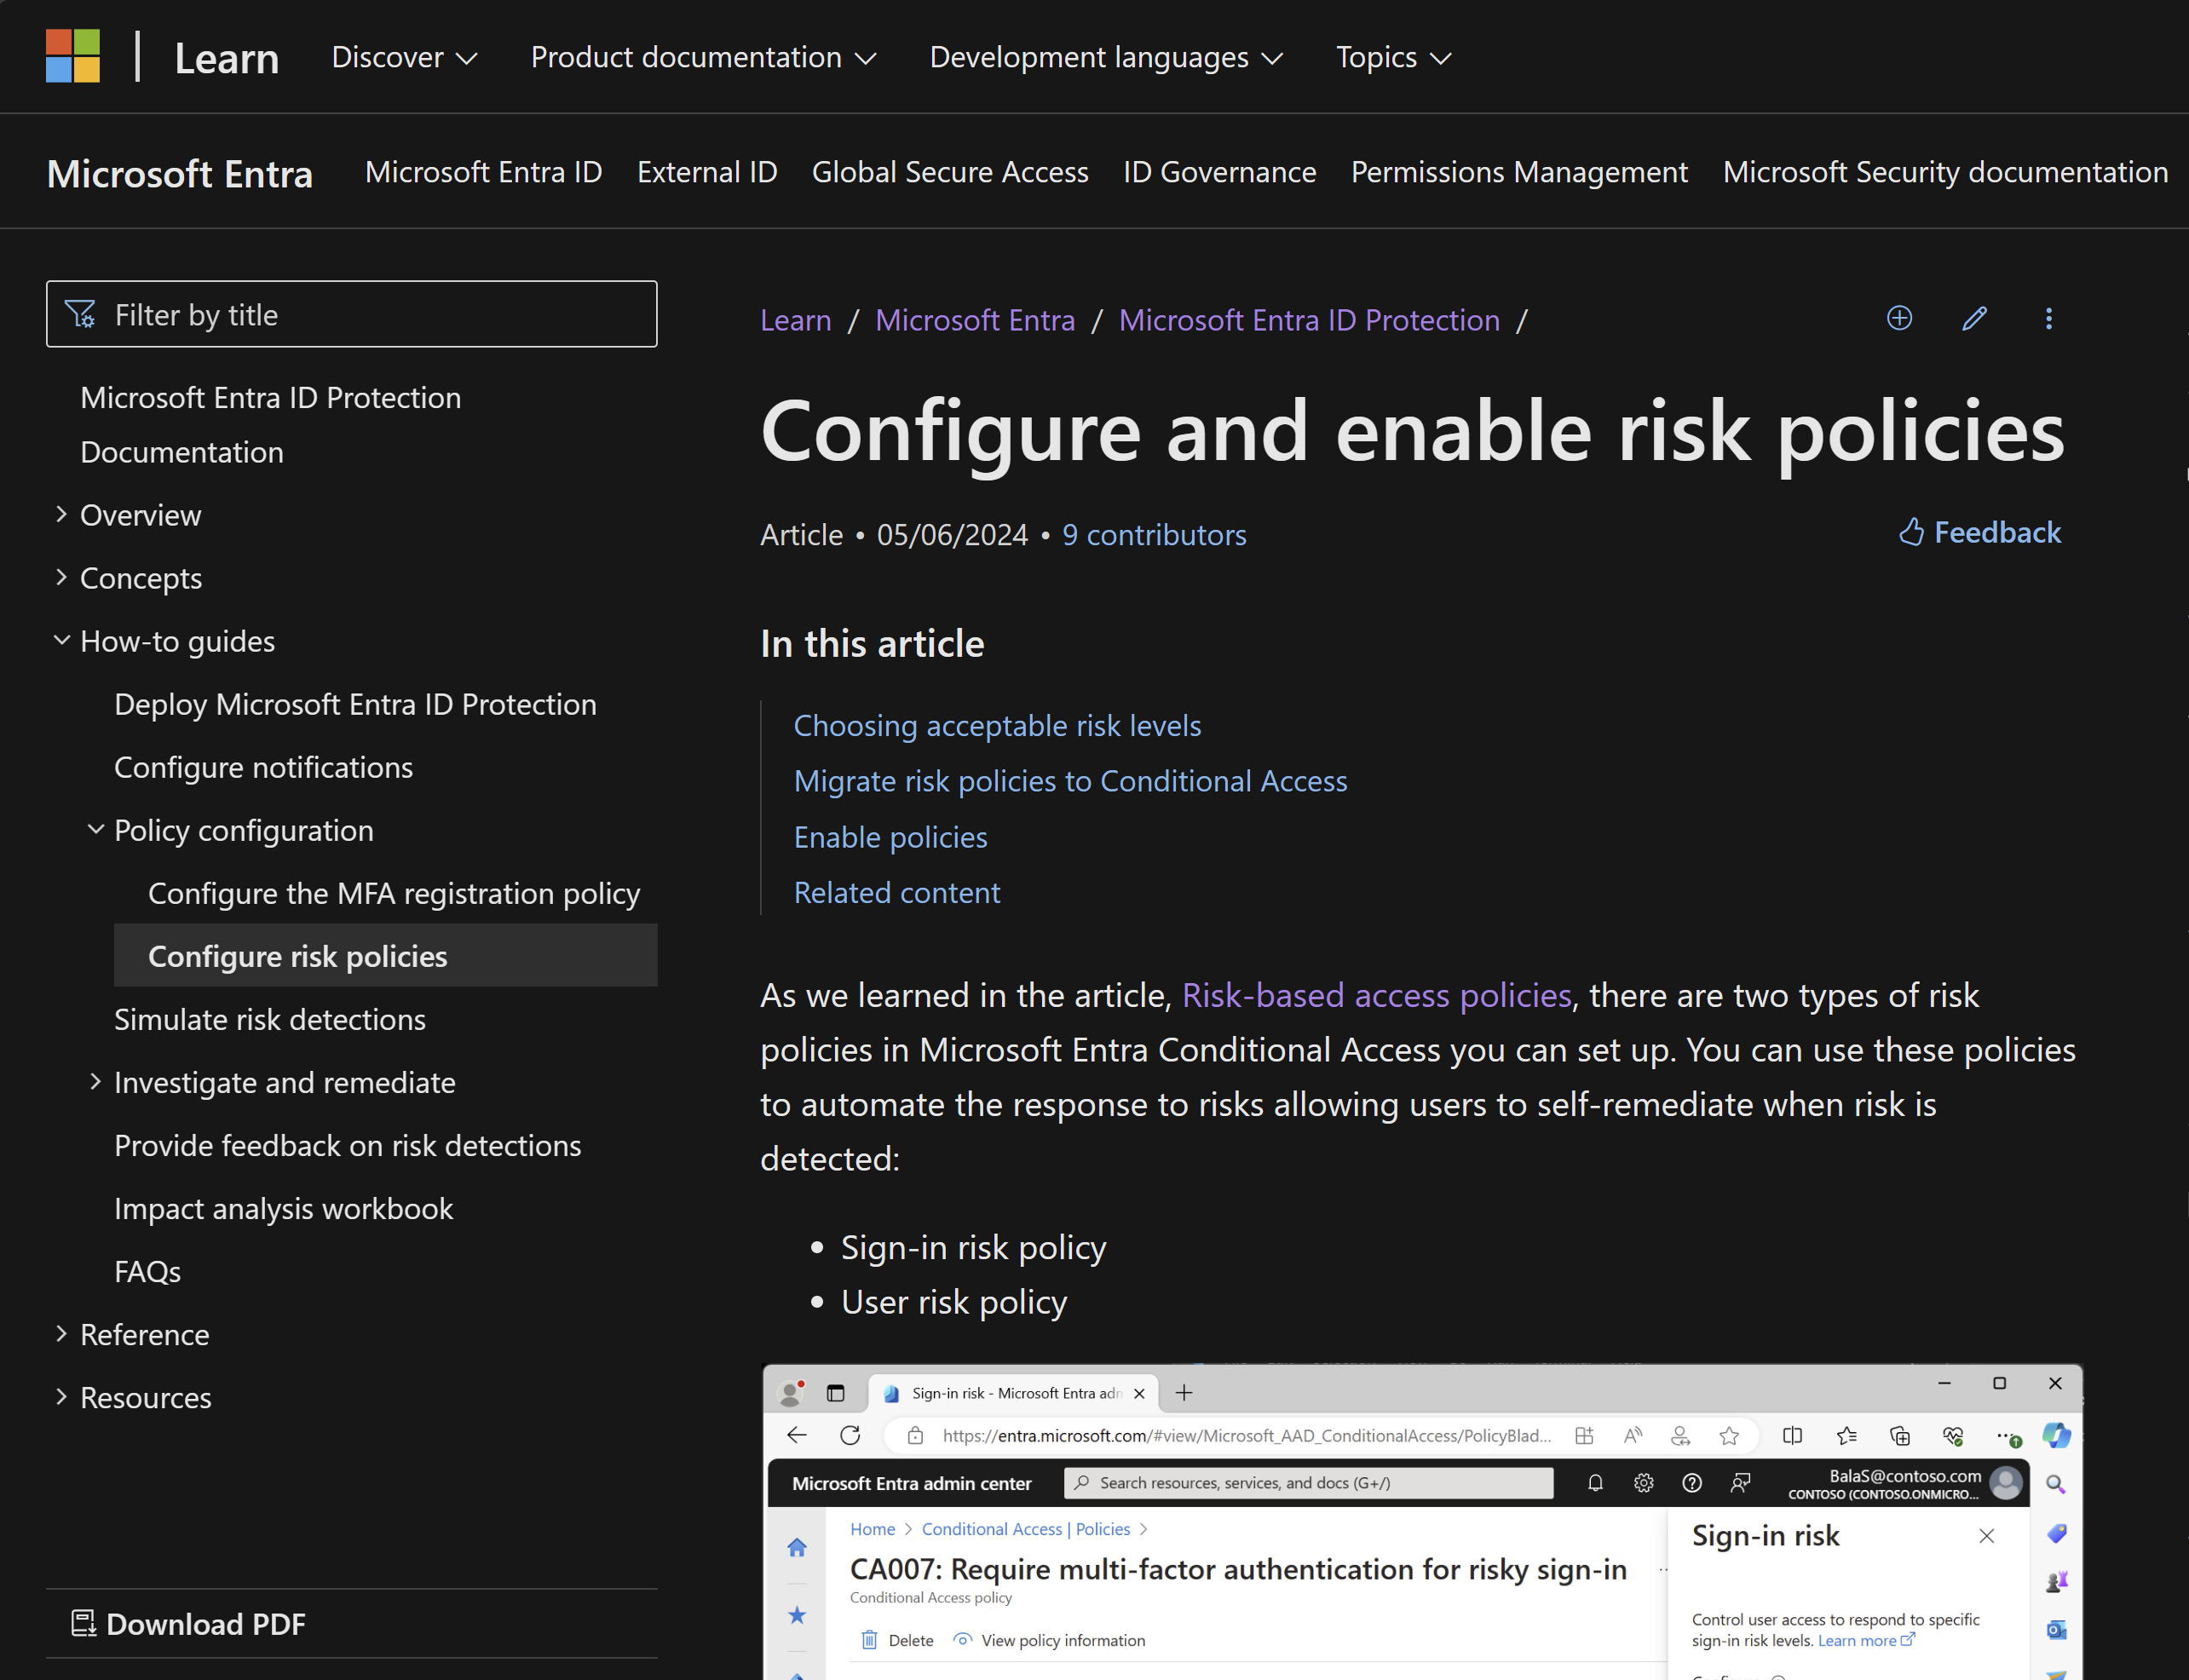 Learn
Discover
Product documentation
Development languages
Topics
Microsoft Entra
Microsoft Entra ID
External ID
Global Secure Access
ID Governance
Permissions Management
Microsoft Security documentation
Filter by title
Microsoft Entra ID Protection
Documentation
Overview
Concepts
How-to guides
Deploy Microsoft Entra ID Protection
Configure notifications
Policy configuration
Configure the MFA registration policy
Configure risk policies
Simulate risk detections
Investigate and remediate
Provide feedback on risk detections
Impact analysis workbook
FAQs
Reference
Resources
Download PDF
Learn / Microsoft Entra / Microsoft Entra ID Protection /
Configure and enable risk policies
Article • 05/06/2024 • 9 contributors
Feedback
In this article
Choosing acceptable risk levels
Migrate risk policies to Conditional Access
Enable policies
Related content
As we learned in the article, Risk-based access policies, there are two types of risk
policies in Microsoft Entra Conditional Access you can set up. You can use these policies
to automate the response to risks allowing users to self-remediate when risk is
detected:
• Sign-in risk policy
• User risk policy
Sign-in risk - Microsoft Entra adn
https://entra.microsoft.com/#view/Microsoft_AAD_ConditionalAccess/PolicyBlad...
Microsoft Entra admin center
Search resources, services, and docs (G+/)
BalaS@contoso.com
CONTOSO (CONTOSO.ONMICRO...
Home > Conditional Access | Policies >
CA007: Require multi-factor authentication for risky sign-in
Conditional Access policy
Delete
View policy information
Sign-in risk
Control user access to respond to specific
sign-in risk levels. Learn more